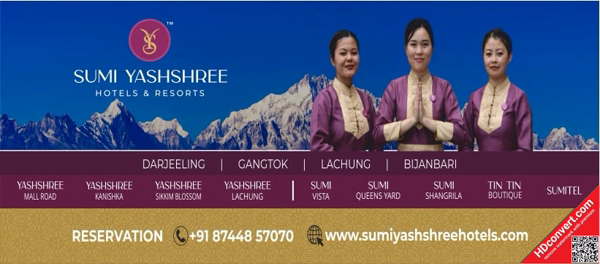 ™
SUMI YASHSHREE
HOTELS & RESORTS
DARJEELING | GANGTOK | LACHUNG | BIJANBARI
YASHSHREE MALL ROAD
YASHSHREE KANISHKA
YASHSHREE SIKKIM BLOSSOM
YASHSHREE LACHUNG
SUMI VISTA
SUMI QUEENS YARD
SUMI SHANGRILA
TIN TIN BOUTIQUE
SUMITEL
RESERVATION +91 87448 57070 www.sumiyashshreehotels.com
HDconvert.com